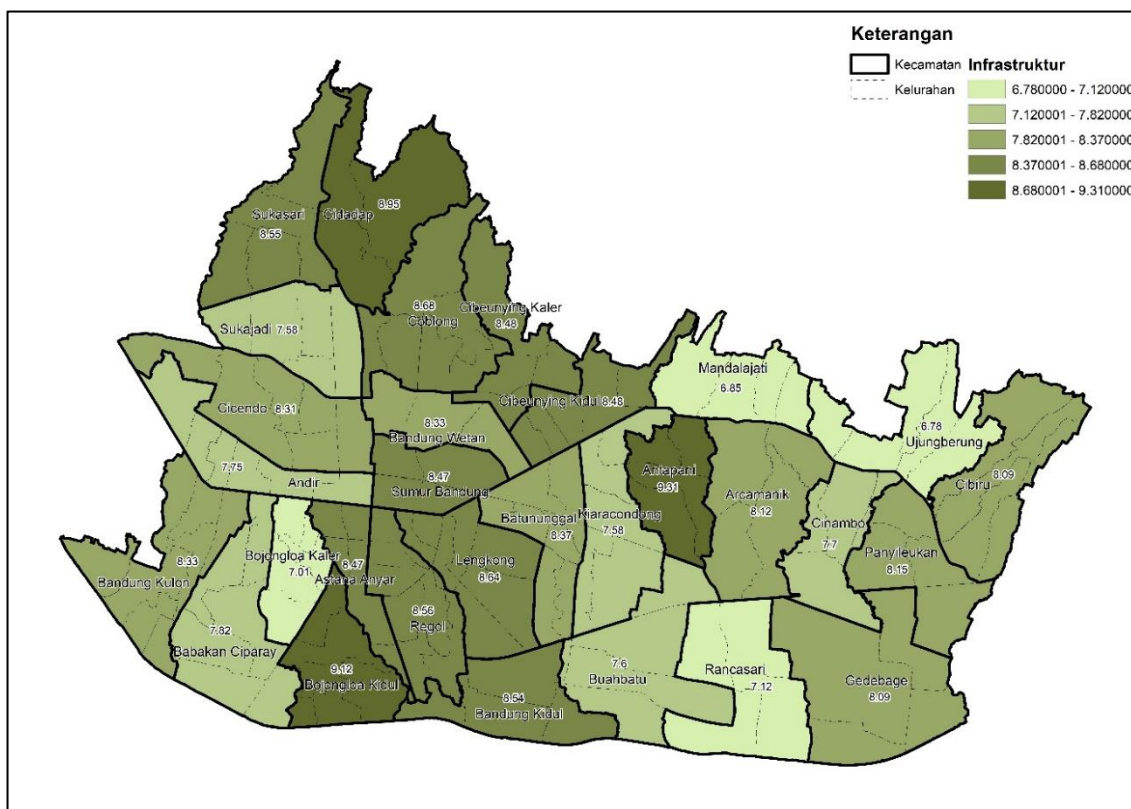 Keterangan
Kecamatan
Kelurahan
Infrastruktur
6.780000 - 7.120000
7.120001 - 7.820000
7.820001 - 8.370000
8.370001 - 8.680000
8.680001 - 9.310000
8.95
Cidadap
Sukasari
8.55
8.68
Coblong
Cibeunying Kaler
8.48
Sukajadi 7.58
Mandalajati
6.85
Cicendo 8.31
Cibeunying Kidul 8.48
8.33
Bandung Wetan
Ujungberung 6.78
7.75
Andir
8.47
Sumur Bandung
Antapani
9.31
Arcamanik
8.12
8.09
Cibiru
Batununggal
8.37
Kiaracondong
7.58
Cinambo
7.7
Panyileukan
8.15
8.33
Bandung Kulon
Bojongloa Kaler
7.01
8.47
Astana Anyar
Lengkong
8.64
8.56
Regol
7.82
Babakan Ciparay
9.12
Bojongloa Kidul
8.54
Bandung Kidul
7.6
Buahbatu
Rancasari
7.12
Gedebage
8.09